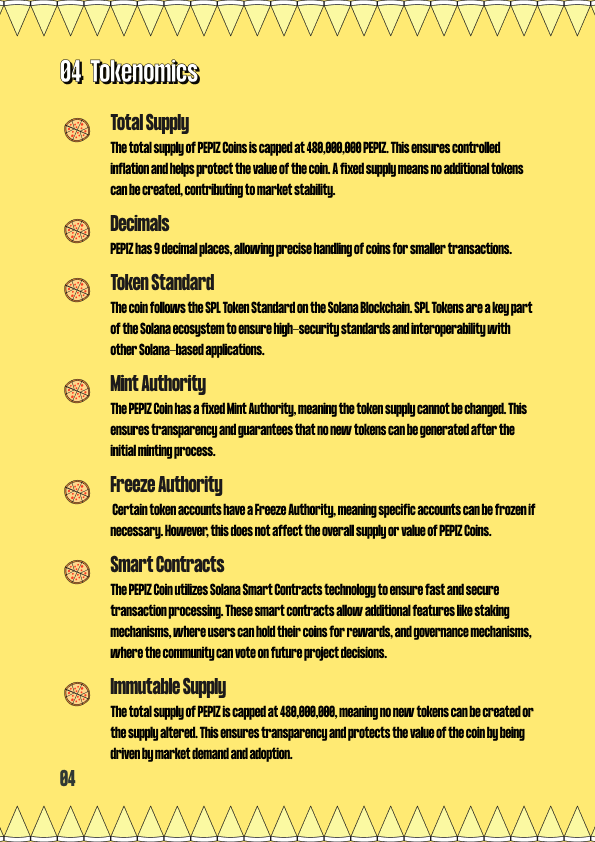 04 Tokenomics
Total Supply
The total supply of PEPIZ Coins is capped at 480,000,000 PEPIZ. This ensures controlled
inflation and helps protect the value of the coin. A fixed supply means no additional tokens
can be created, contributing to market stability.
Decimals
PEPIZ has 9 decimal places, allowing precise handling of coins for smaller transactions.
Token Standard
The coin follows the SPL Token Standard on the Solana Blockchain. SPL Tokens are a key part
of the Solana ecosystem to ensure high-security standards and interoperability with
other Solana-based applications.
Mint Authority
The PEPIZ Coin has a fixed Mint Authority, meaning the token supply cannot be changed. This
ensures transparency and guarantees that no new tokens can be generated after the
initial minting process.
Freeze Authority
Certain token accounts have a Freeze Authority, meaning specific accounts can be frozen if
necessary. However, this does not affect the overall supply or value of PEPIZ Coins.
Smart Contracts
The PEPIZ Coin utilizes Solana Smart Contracts technology to ensure fast and secure
transaction processing. These smart contracts allow additional features like staking
mechanisms, where users can hold their coins for rewards, and governance mechanisms,
where the community can vote on future project decisions.
Immutable Supply
The total supply of PEPIZ is capped at 480,000,000, meaning no new tokens can be created or
the supply altered. This ensures transparency and protects the value of the coin by being
driven by market demand and adoption.
04